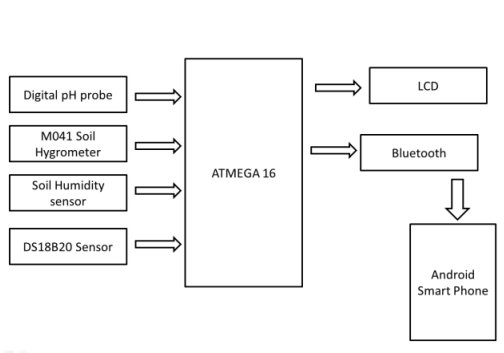 Digital pH probe
M041 Soil
Hygrometer
Soil Humidity
sensor
DS18B20 Sensor
ATMEGA 16
LCD
Bluetooth
Android
Smart Phone